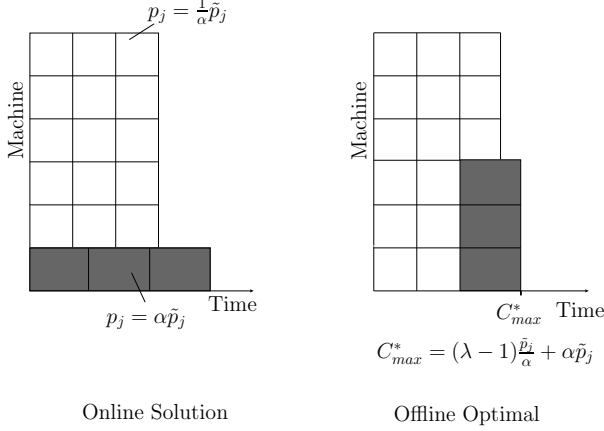 p_j = \frac{1}{\alpha} \tilde{p}_j
Machine
Machine
Time
p_j = \alpha \tilde{p}_j
C^*_{max}
Time
C^*_{max} = (\lambda - 1) \frac{\tilde{p}_j}{\alpha} + \alpha \tilde{p}_j
Online Solution
Offline Optimal